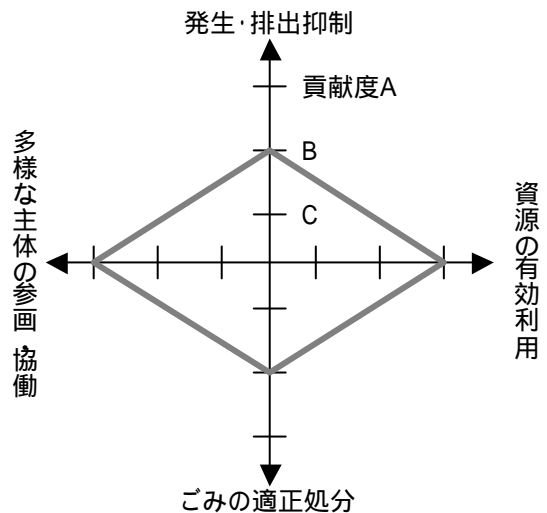 発生･排出抑制
貢献度A
B
C
多様な主体の参画・協働
資源の有効利用
ごみの適正処分